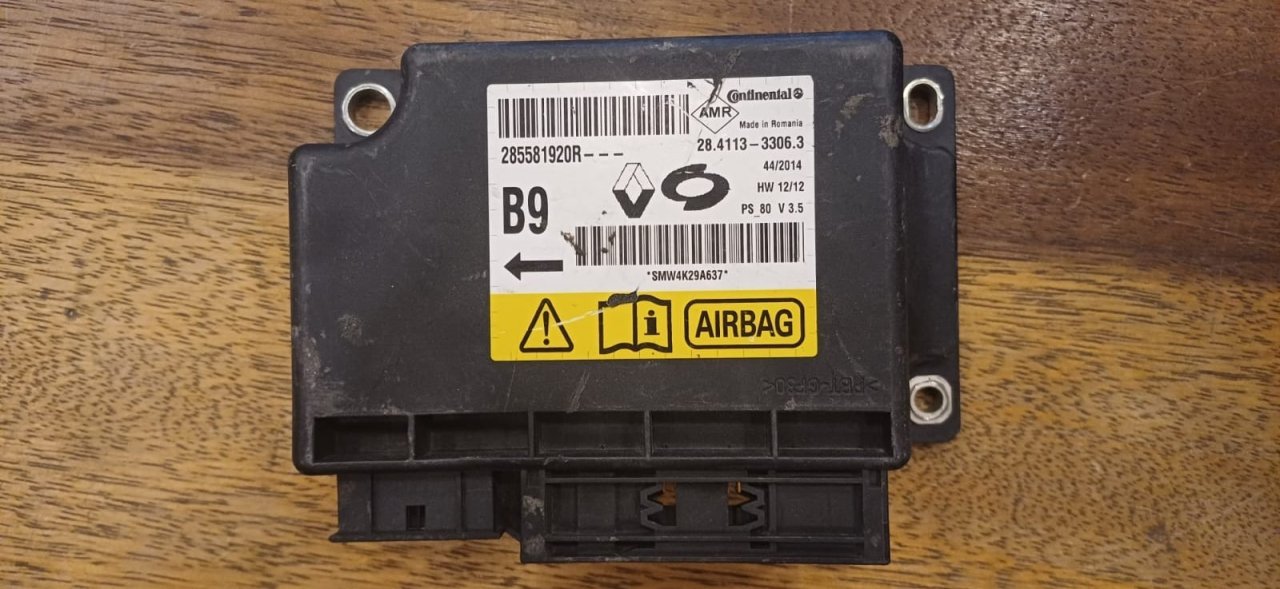 Continental
AMR
Made in Romania
285581920R---
28.4113-3306.3
44/2014
B9
HW 12/12
PS_80 V 3.5
*SMW4K29A637*
AIRBAG